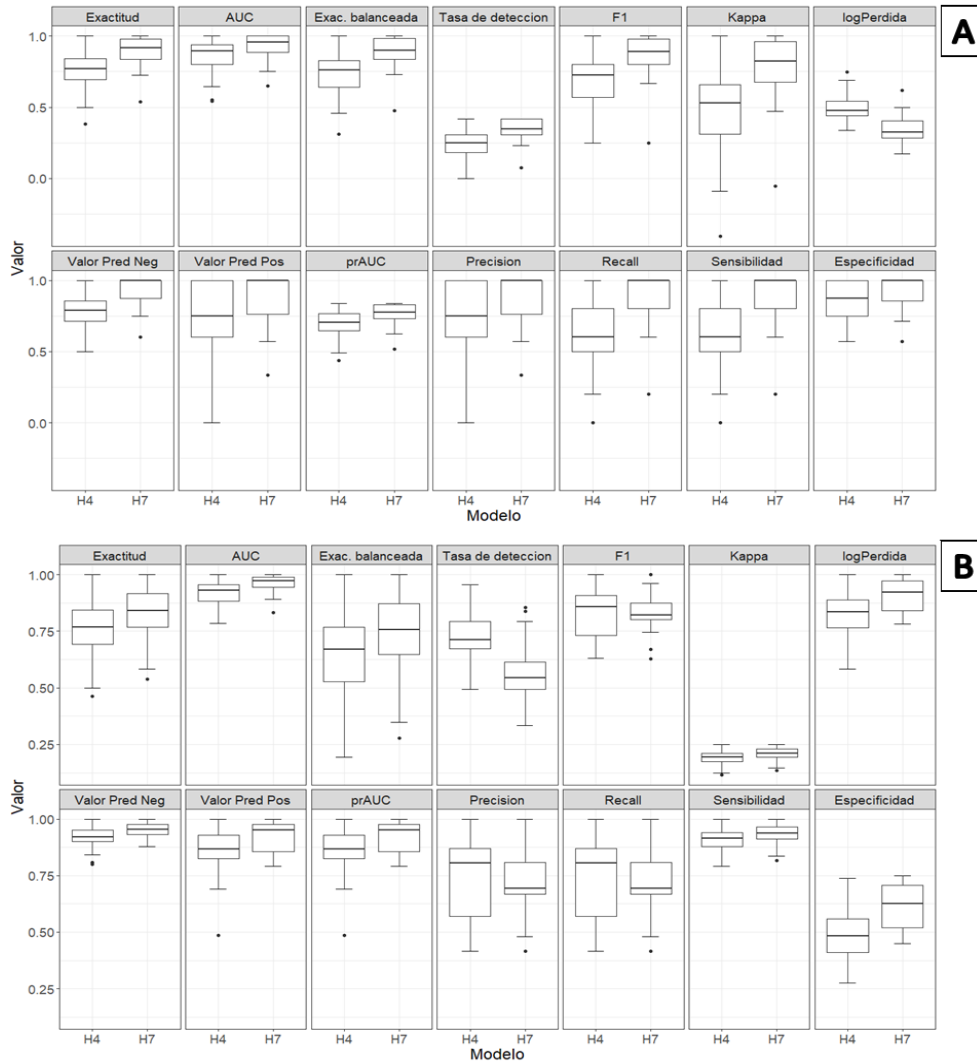 A
Exactitud AUC Exac. balanceada Tasa de deteccion F1 Kappa logPerdida
1.0
0.5
0.0
Valor
Valor Pred Neg Valor Pred Pos prAUC Precision Recall Sensibilidad Especificidad
1.0
0.5
0.0
H4 H7 H4 H7 H4 H7 H4 H7 H4 H7 H4 H7 H4 H7
Modelo
B
Exactitud AUC Exac. balanceada Tasa de deteccion F1 Kappa logPerdida
1.00
0.75
0.50
0.25
Valor
Valor Pred Neg Valor Pred Pos prAUC Precision Recall Sensibilidad Especificidad
1.00
0.75
0.50
0.25
H4 H7 H4 H7 H4 H7 H4 H7 H4 H7 H4 H7 H4 H7
Modelo